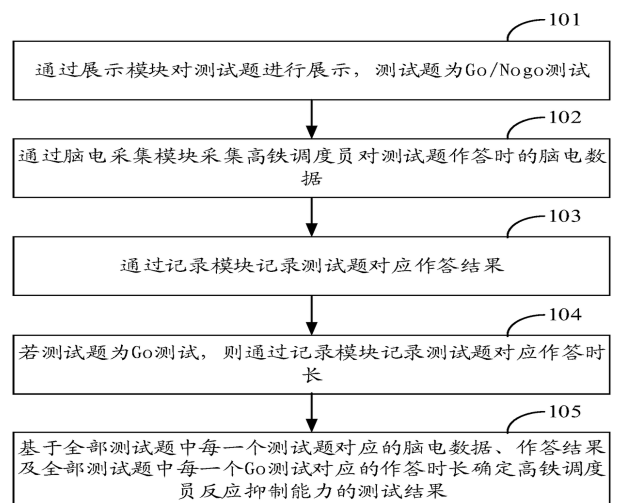 101
通过展示模块对测试题进行展示，测试题为Go/Nogo测试
102
通过脑电采集模块采集高铁调度员对测试题作答时的脑电数
据
103
通过记录模块记录测试题对应作答结果
104
若测试题为Go测试，则通过记录模块记录测试题对应作答时
长
105
基于全部测试题中每一个测试题对应的脑电数据、作答结果
及全部测试题中每一个Go测试对应的作答时长确定高铁调度
员反应抑制能力的测试结果